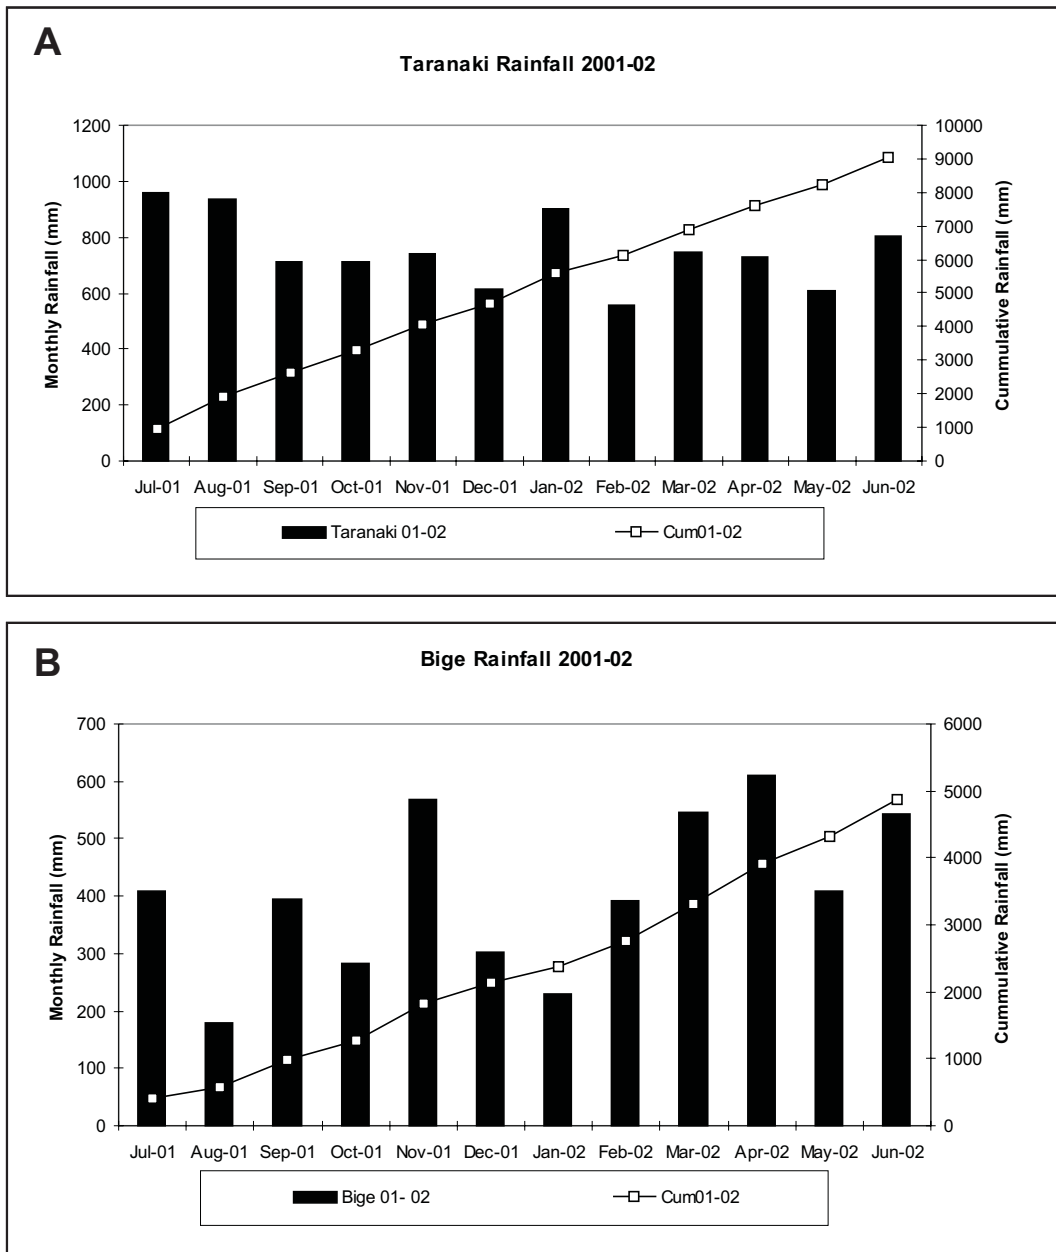 A
Taranaki Rainfall 2001-02
Monthly Rainfall (mm)
1200
1000
800
600
400
200
0
10000
9000
8000
7000
6000
5000
4000
3000
2000
1000
0
Cummulative Rainfall (mm)
Jul-01 Aug-01 Sep-01 Oct-01 Nov-01 Dec-01 Jan-02 Feb-02 Mar-02 Apr-02 May-02 Jun-02
Taranaki 01-02 Cum01-02
B
Bige Rainfall 2001-02
Monthly Rainfall (mm)
700
600
500
400
300
200
100
0
6000
5000
4000
3000
2000
1000
0
Cummulative Rainfall (mm)
Jul-01 Aug-01 Sep-01 Oct-01 Nov-01 Dec-01 Jan-02 Feb-02 Mar-02 Apr-02 May-02 Jun-02
Bige 01- 02 Cum01-02